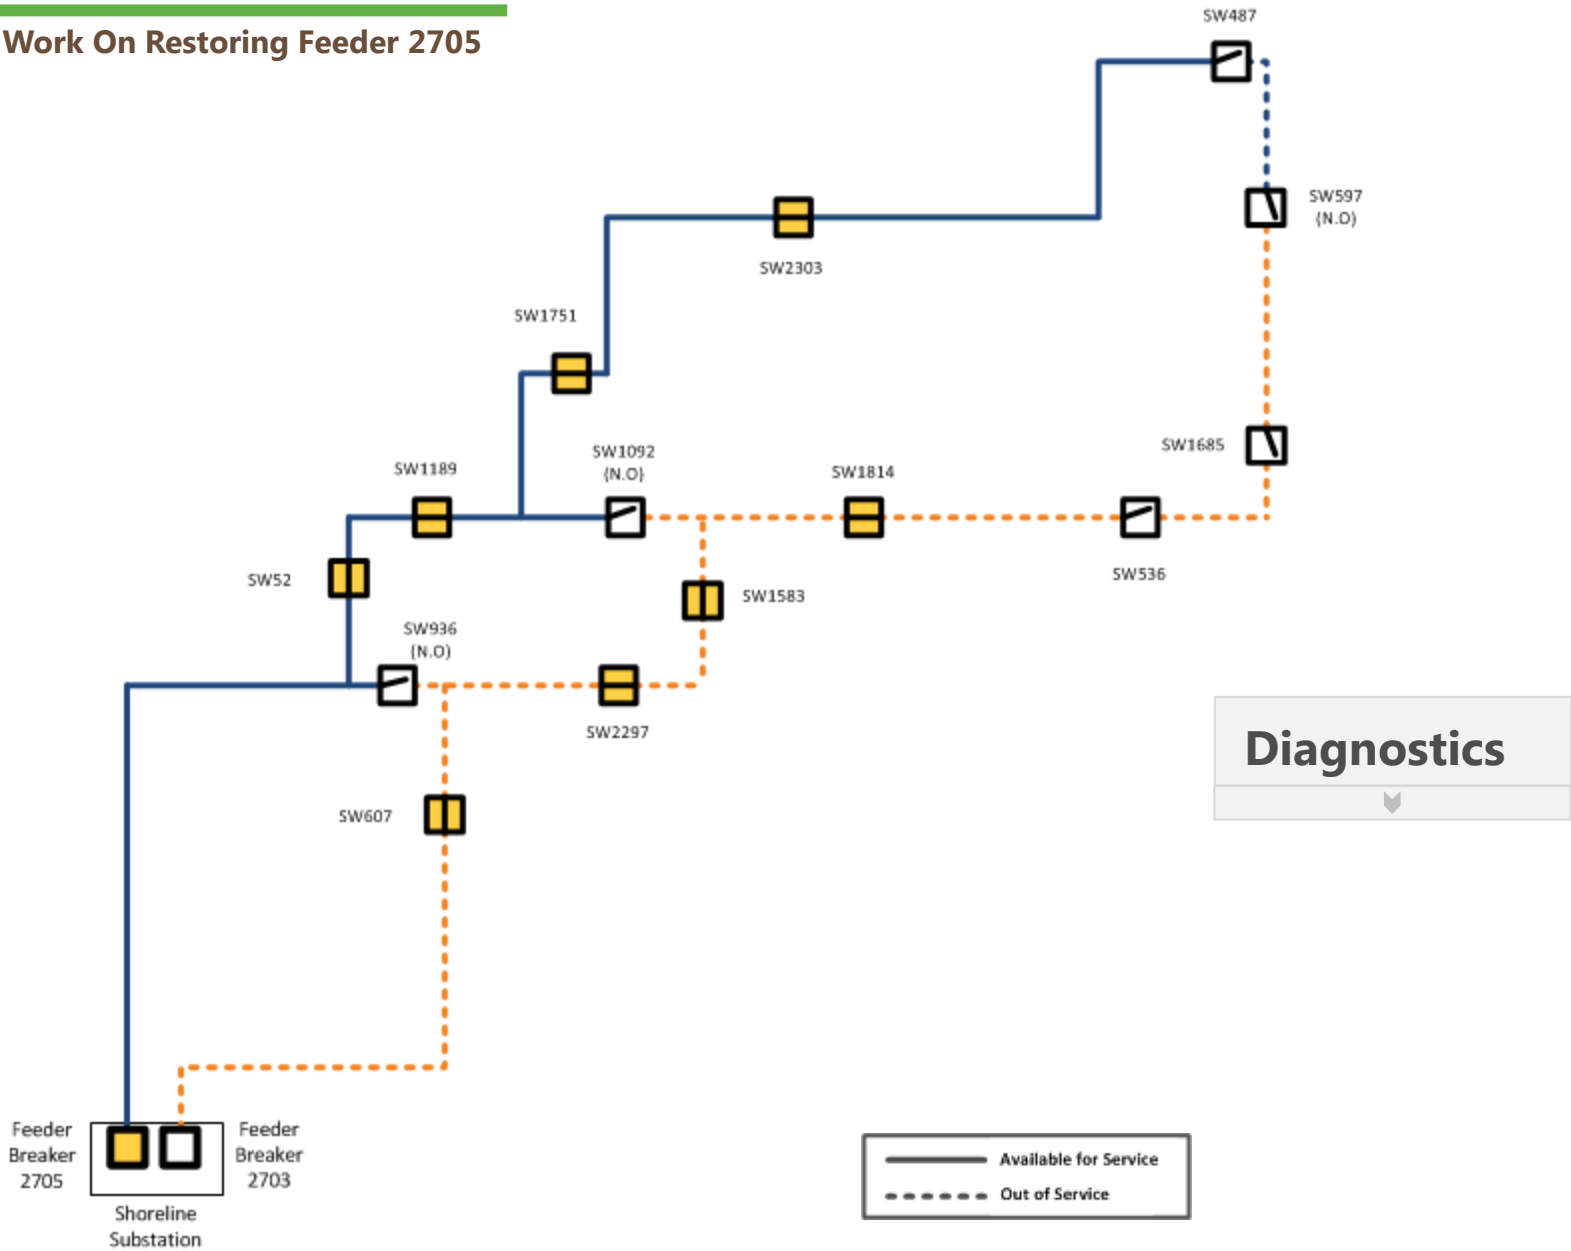 Work On Restoring Feeder 2705
SW487
SW597
(N.O)
SW2303
SW1751
SW1092
(N.O)
SW1189
SW1814
SW1685
SW52
SW1583
SW536
SW936
(N.O)
SW2297
Diagnostics
SW607
Feeder
Breaker
2705
Feeder
Breaker
2703
Shoreline
Substation
Available for Service
Out of Service